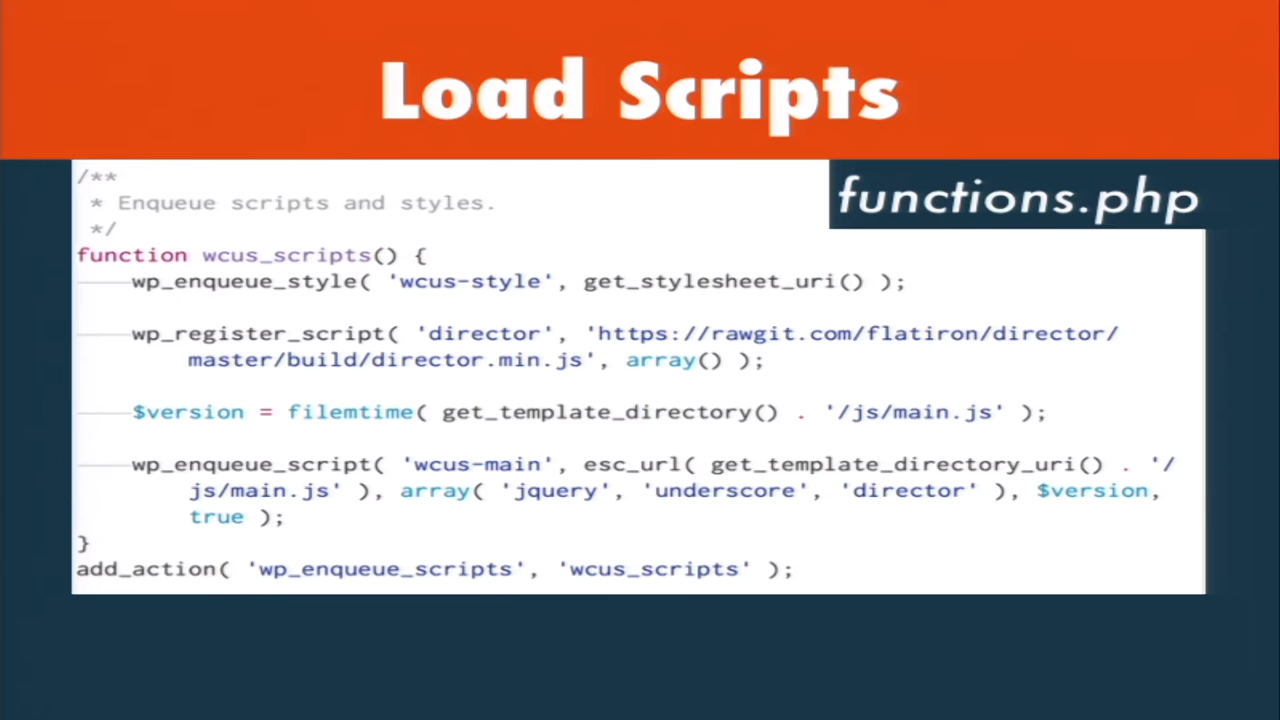 Load Scripts
functions.php
/**
 * Enqueue scripts and styles.
 */
function wcus_scripts() {
wp_enqueue_style( 'wcus-style', get_stylesheet_uri() );
wp_register_script( 'director', 'https://rawgit.com/flatiron/director/
master/build/director.min.js', array() );
$version = filemtime( get_template_directory() . '/js/main.js' );
wp_enqueue_script( 'wcus-main', esc_url( get_template_directory_uri() . '/
js/main.js' ), array( 'jquery', 'underscore', 'director' ), $version,
true );
}
add_action( 'wp_enqueue_scripts', 'wcus_scripts' );